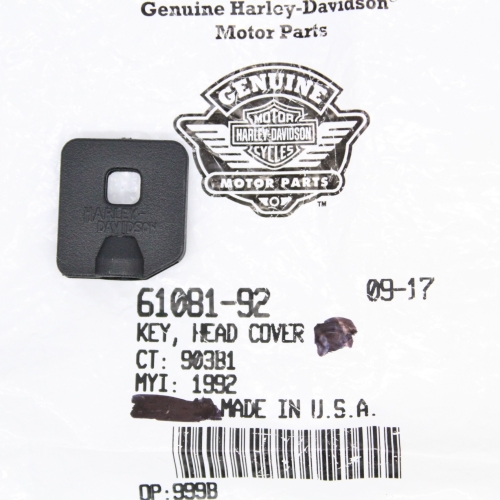 Genuine Harley-Davidson®
Motor Parts
GENUINE
MOTOR
HARLEY-DAVIDSON
CYCLES
MOTOR PARTS
TM
HARLEY-
DAVIDSON
61081-92
09-17
KEY, HEAD COVER
CT: 903B1
MYI: 1992
MADE IN U.S.A.
OP:999B